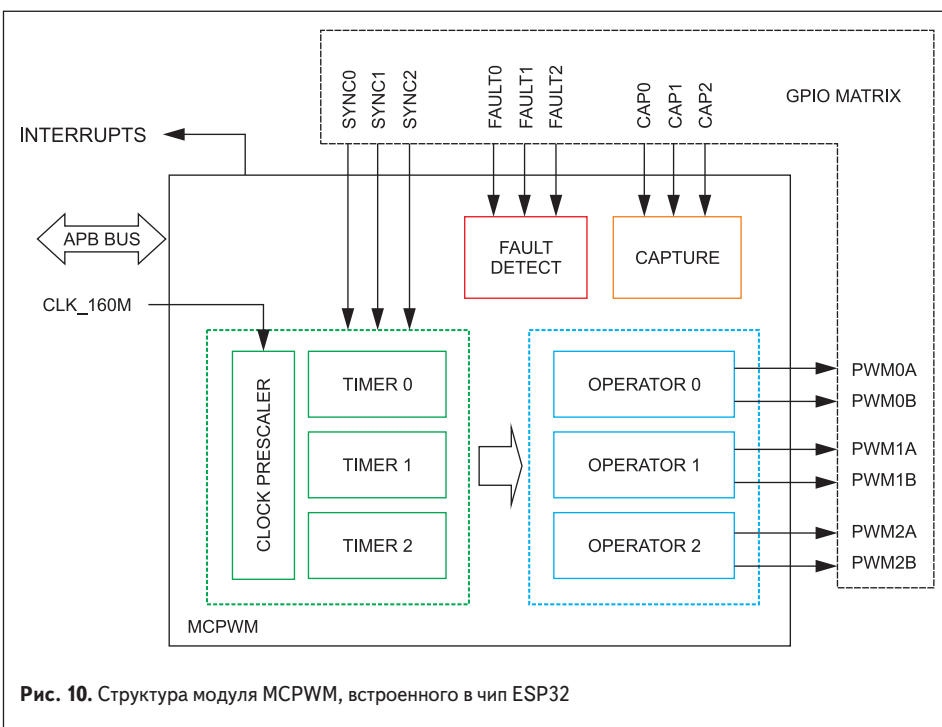 SYNC0
SYNC1
SYNC2
FAULT0
FAULT1
FAULT2
CAP0
CAP1
CAP2
GPIO MATRIX
INTERRUPTS
APB BUS
CLK_160M
FAULT
DETECT
CAPTURE
CLOCK PRESCALER
TIMER 0
TIMER 1
TIMER 2
OPERATOR 0
OPERATOR 1
OPERATOR 2
PWM0A
PWM0B
PWM1A
PWM1B
PWM2A
PWM2B
MCPWM
Рис. 10. Структура модуля MCPWM, встроенного в чип ESP32